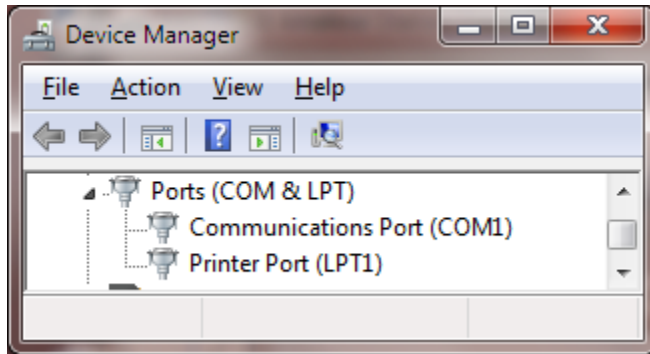 Device Manager
File Action View Help
Ports (COM & LPT)
Communications Port (COM1)
Printer Port (LPT1)